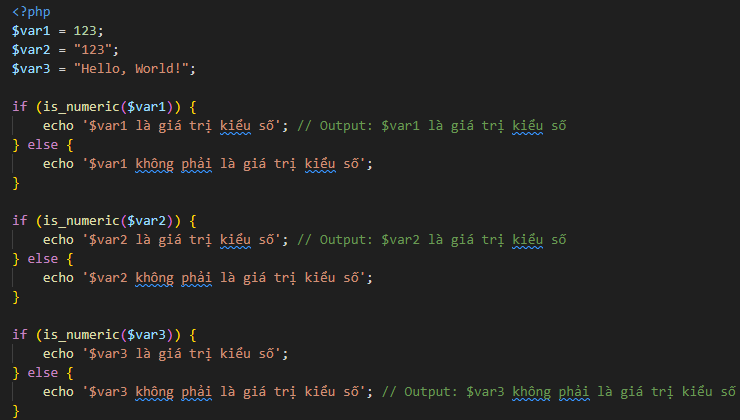 <?php
$var1 = 123;
$var2 = "123";
$var3 = "Hello, World!";
if (is_numeric($var1)) {
echo '$var1 là giá trị kiểu số'; // Output: $var1 là giá trị kiểu số
} else {
echo '$var1 không phải là giá trị kiểu số';
}
if (is_numeric($var2)) {
echo '$var2 là giá trị kiểu số'; // Output: $var2 là giá trị kiểu số
} else {
echo '$var2 không phải là giá trị kiểu số';
}
if (is_numeric($var3)) {
echo '$var3 là giá trị kiểu số';
} else {
echo '$var3 không phải là giá trị kiểu số'; // Output: $var3 không phải là giá trị kiểu số
}